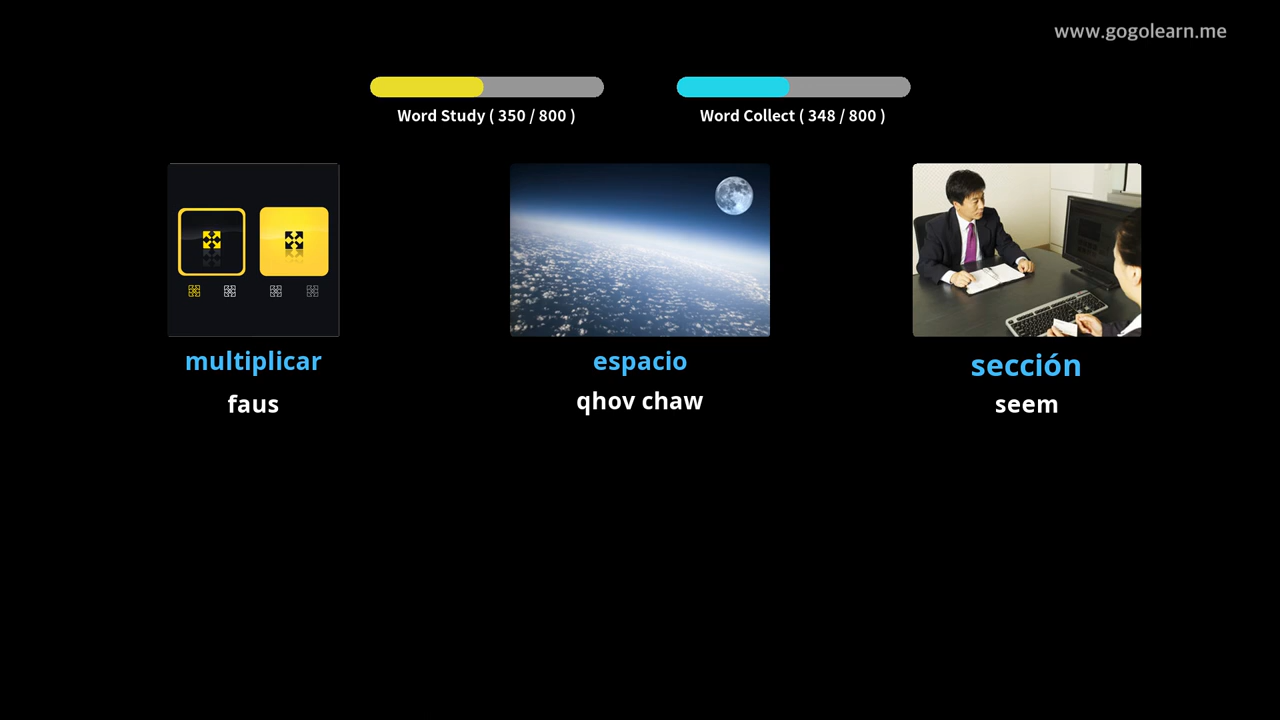 www.gogolearn.me
Word Study ( 350 / 800 )
Word Collect ( 348 / 800 )
multiplicar
faus
espacio
qhov chaw
sección
seem